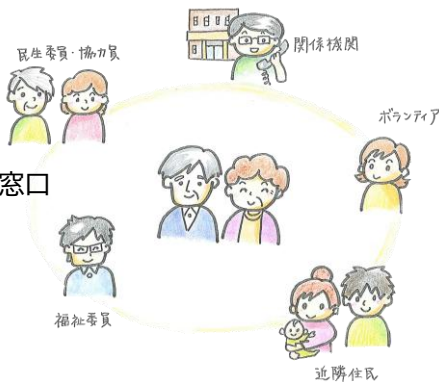 関係機関
民生委員・協力員
ボランティア
窓口
福祉委員
近隣住民